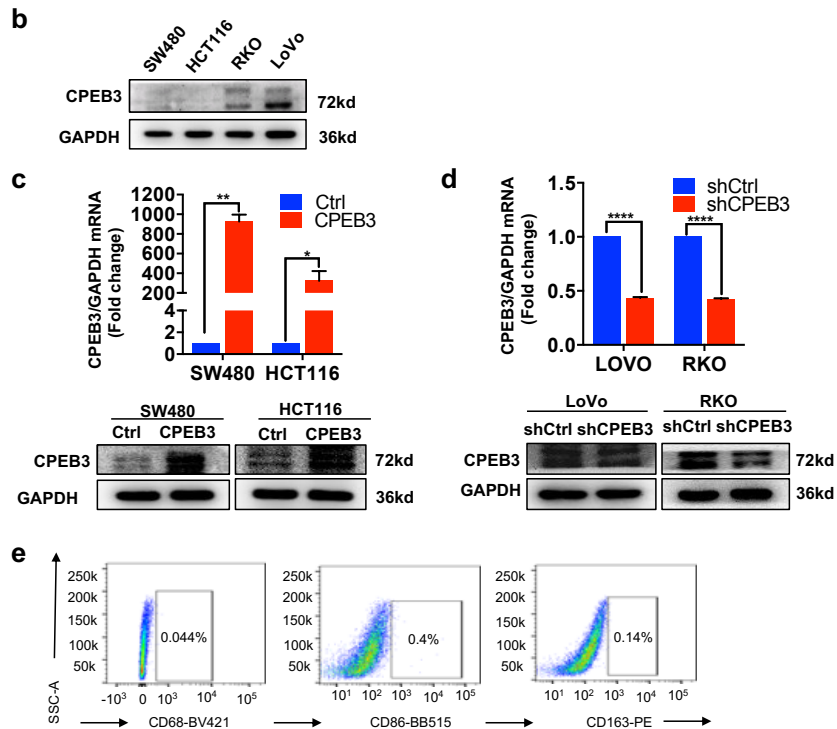 b
SW480 HCT116 RKO LoVo
CPEB3 72kd
GAPDH 36kd
c
CPEB3/GAPDH mRNA
(Fold change)
1200
1000
800
600
400
200
4
2
0
** *
Ctrl
CPEB3
SW480 HCT116
SW480 HCT116
Ctrl CPEB3 Ctrl CPEB3
CPEB3 72kd
GAPDH 36kd
d
CPEB3/GAPDH mRNA
(Fold change)
1.5
1.0
0.5
0.0
shCtrl
shCPEB3
**** ****
LOVO RKO
LoVo RKO
shCtrl shCPEB3 shCtrl shCPEB3
CPEB3 72kd
GAPDH 36kd
e
SSC-A
250k
200k
150k
100k
50k
0.044%
-10³ 0 10³ 10⁴ 10⁵
CD68-BV421
250k
200k
150k
100k
50k
0.4%
10¹ 10² 10³ 10⁴ 10⁵
CD86-BB515
250k
200k
150k
100k
50k
0.14%
10¹ 10² 10³ 10⁴ 10⁵
CD163-PE